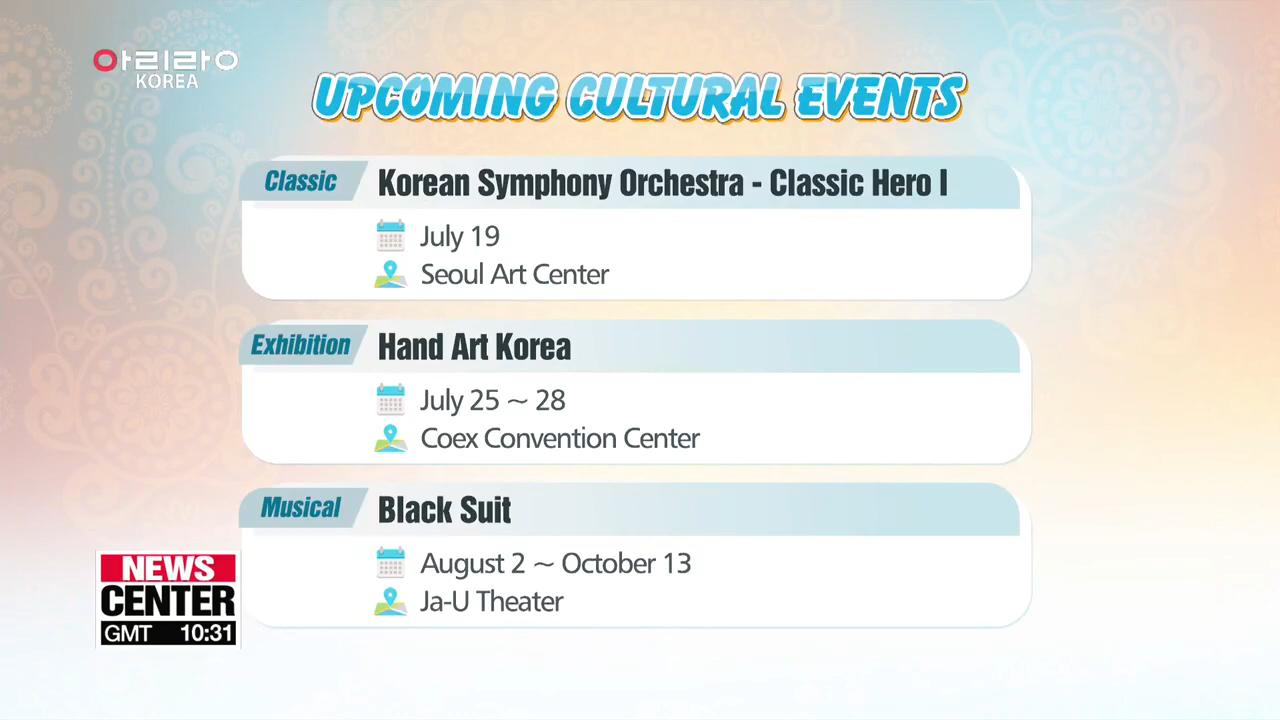 아리랑
KOREA
UPCOMING CULTURAL EVENTS
Classic
Korean Symphony Orchestra - Classic Hero I
July 19
Seoul Art Center
Exhibition
Hand Art Korea
July 25 ~ 28
Coex Convention Center
Musical
Black Suit
August 2 ~ October 13
Ja-U Theater
NEWS
CENTER
GMT 10:31